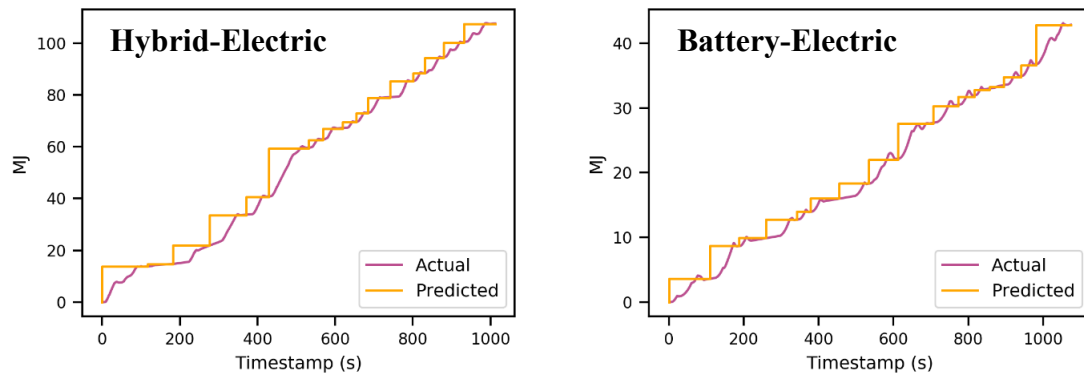 Hybrid-Electric
MJ
100
80
60
40
20
0
Actual
Predicted
0 200 400 600 800 1000
Timestamp (s)
Battery-Electric
MJ
40
30
20
10
0
Actual
Predicted
0 200 400 600 800 1000
Timestamp (s)